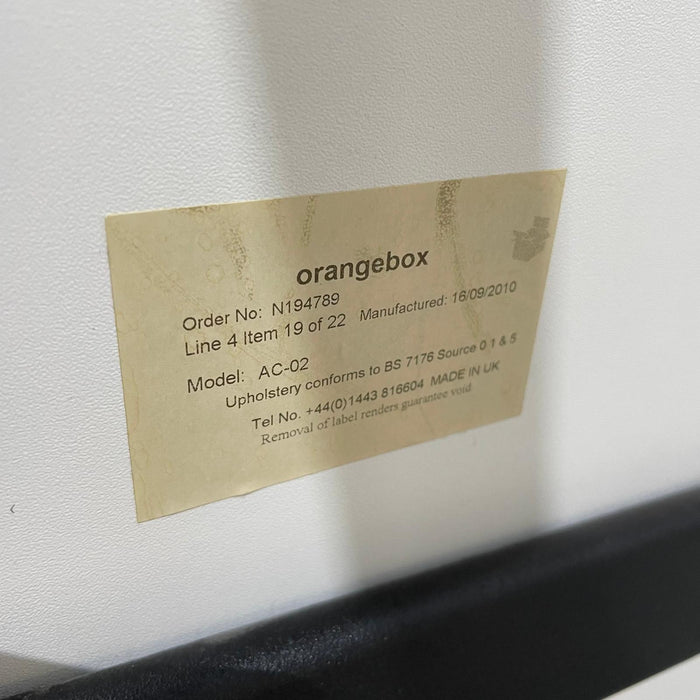 orangebox
Order No: N194789
Line 4 Item 19 of 22 Manufactured: 16/09/2010
Model: AC-02
Upholstery conforms to BS 7176 Source 0 1 & 5
Tel No. +44(0)1443 816604 MADE IN UK
Removal of label renders guarantee void